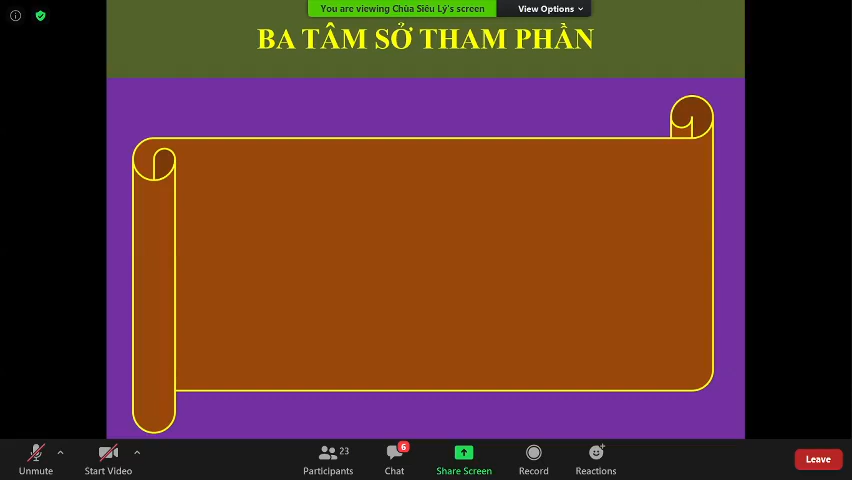 You are viewing Chùa Siêu Lý's screen
View Options
BA TÂM SỞ THAM PHẦN
Unmute
Start Video
23
Participants
6
Chat
Share Screen
Record
Reactions
Leave